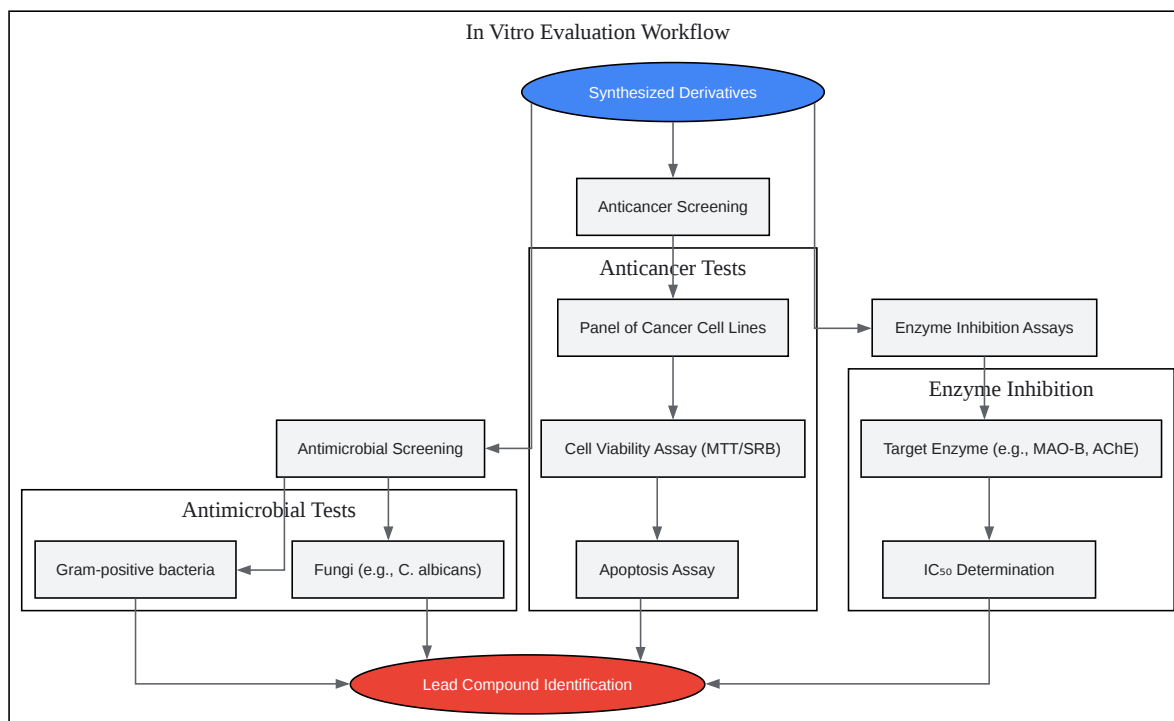 In Vitro Evaluation Workflow
Synthesized Derivatives
Anticancer Screening
Anticancer Tests
Panel of Cancer Cell Lines
Enzyme Inhibition Assays
Enzyme Inhibition
Antimicrobial Screening
Cell Viability Assay (MTT/SRB)
Target Enzyme (e.g., MAO-B, AChE)
Antimicrobial Tests
Gram-positive bacteria
Fungi (e.g., C. albicans)
Apoptosis Assay
IC₅₀ Determination
Lead Compound Identification